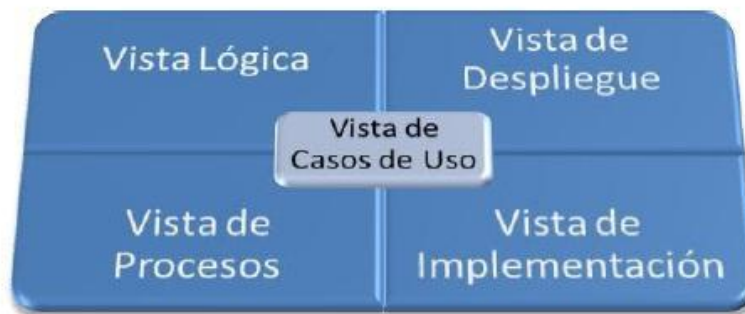 Vista Lógica
Vista de
Despliegue
Vista de
Casos de Uso
Vista de
Procesos
Vista de
Implementación